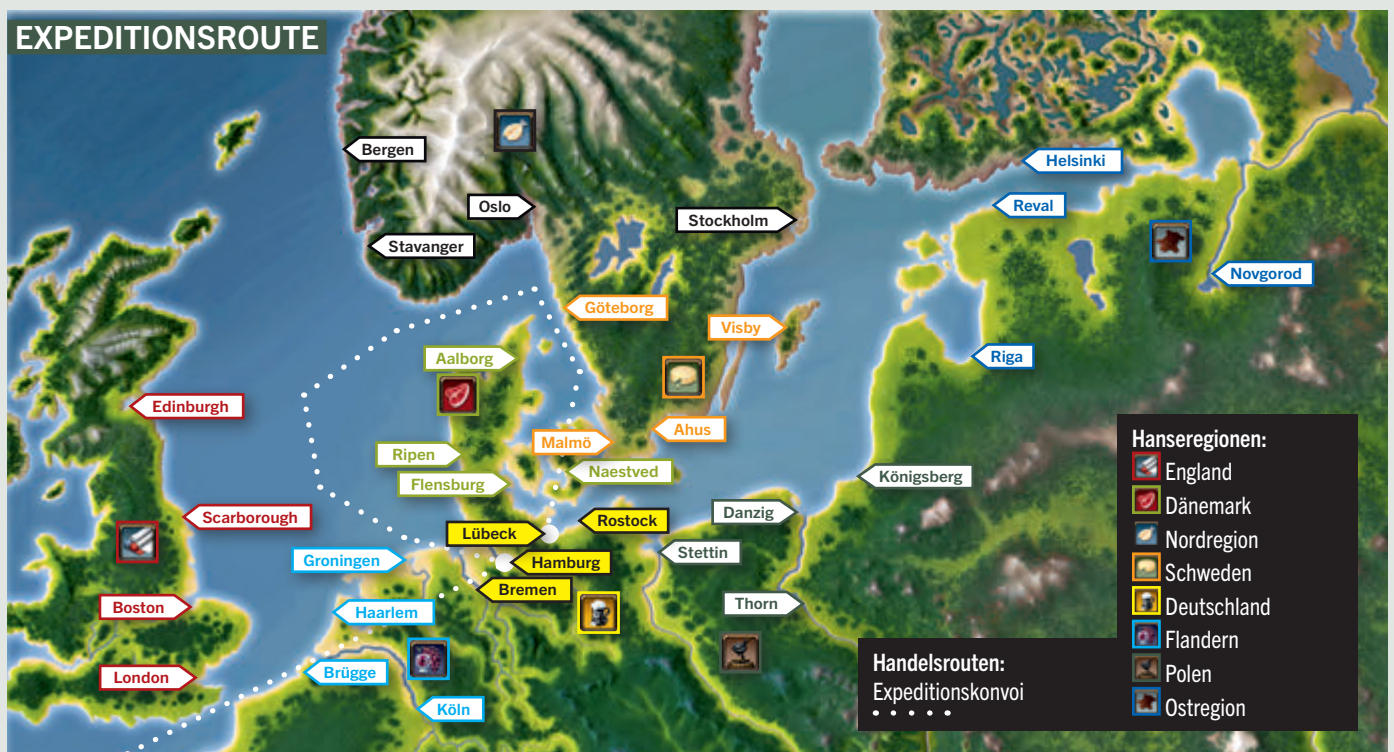 EXPEDITIONSROUTE
Bergen
Helsinki
Oslo
Reval
Stockholm
Stavanger
Novgorod
Göteborg
Visby
Aalborg
Riga
Edinburgh
Ahus
Malmö
Ripen
Naestved
Flensburg
Königsberg
Scarborough
Danzig
Rostock
Lübeck
Stettin
Groningen
Hamburg
Bremen
Boston
Haarlem
Thorn
London
Brügge
Köln
Handelsrouten:
Expeditionskonvoi
Hanseregionen:
England
Dänemark
Nordregion
Schweden
Deutschland
Flandern
Polen
Ostregion